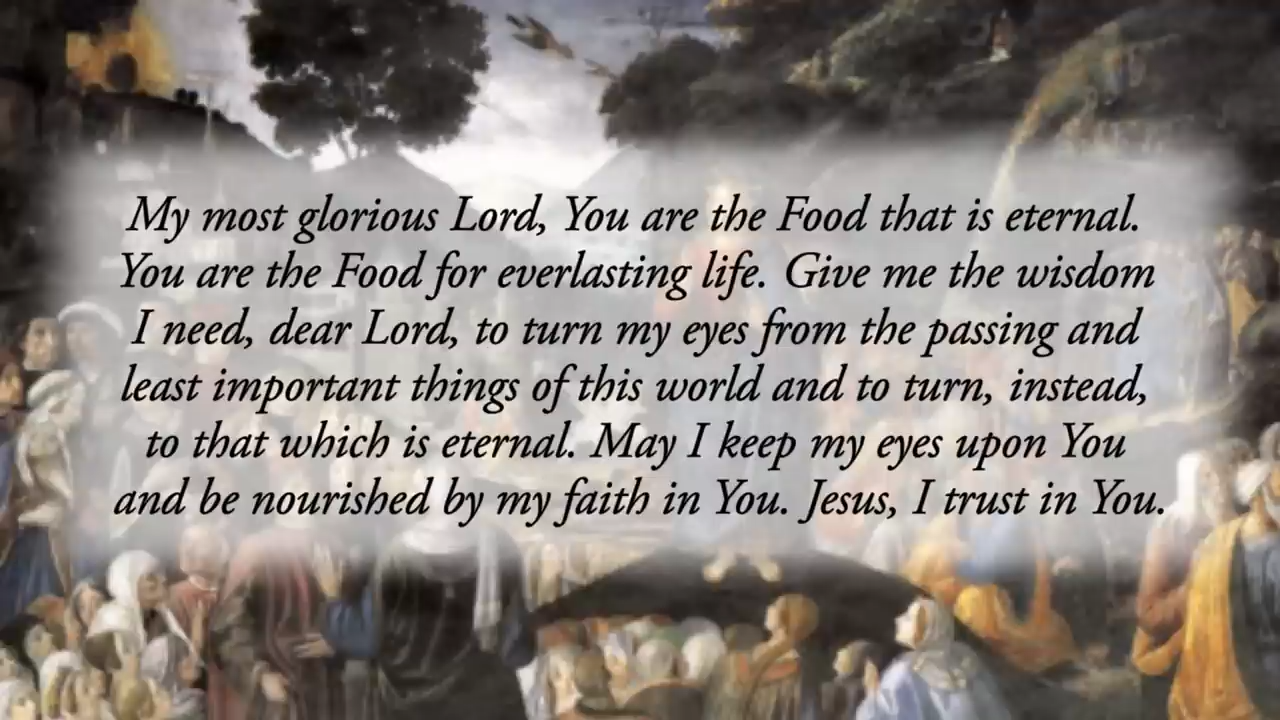 My most glorious Lord, You are the Food that is eternal.
You are the Food for everlasting life. Give me the wisdom
I need, dear Lord, to turn my eyes from the passing and
least important things of this world and to turn, instead,
to that which is eternal. May I keep my eyes upon You
and be nourished by my faith in You. Jesus, I trust in You.